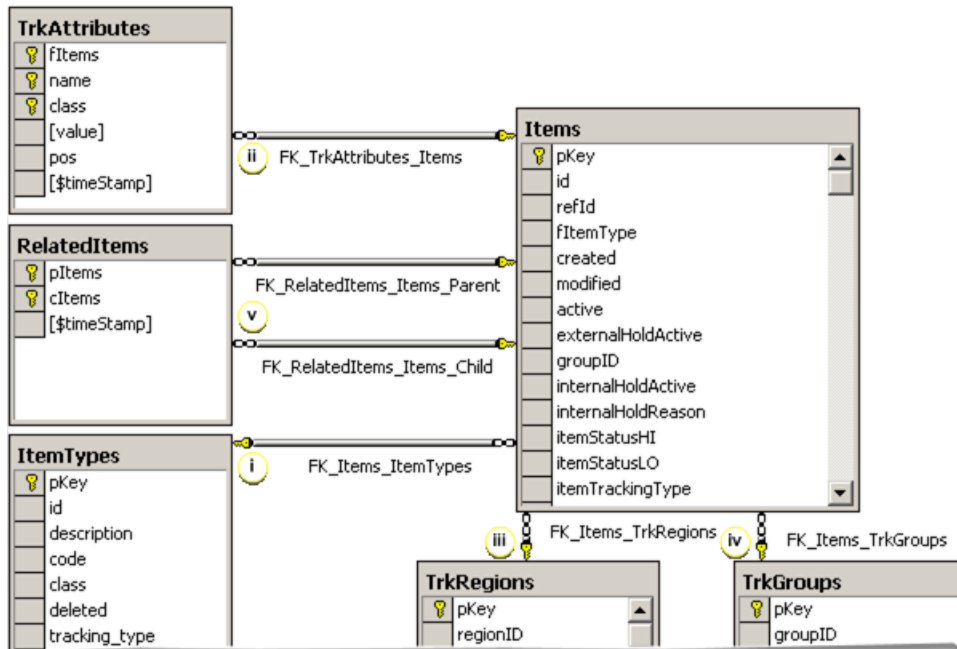 TrkAttributes
fItems
name
class
[value]
pos
[$timeStamp]
ii
FK_TrkAttributes_Items
Items
pKey
id
refId
fItemType
created
modified
active
externalHoldActive
groupID
internalHoldActive
internalHoldReason
itemStatusHI
itemStatusLO
itemTrackingType
RelatedItems
pItems
cItems
[$timeStamp]
FK_RelatedItems_Items_Parent
v
FK_RelatedItems_Items_Child
ItemTypes
pKey
id
description
code
class
deleted
tracking_type
i
FK_Items_ItemTypes
iii
FK_Items_TrkRegions
iv
FK_Items_TrkGroups
TrkRegions
pKey
regionID
TrkGroups
pKey
groupID